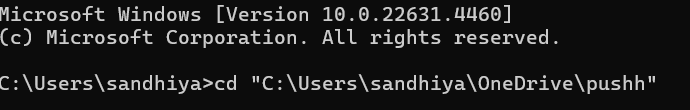 Microsoft Windows [Version 10.0.22631.4460]
(c) Microsoft Corporation. All rights reserved.
C:\Users\sandhiya>cd "C:\Users\sandhiya\OneDrive\pushh"